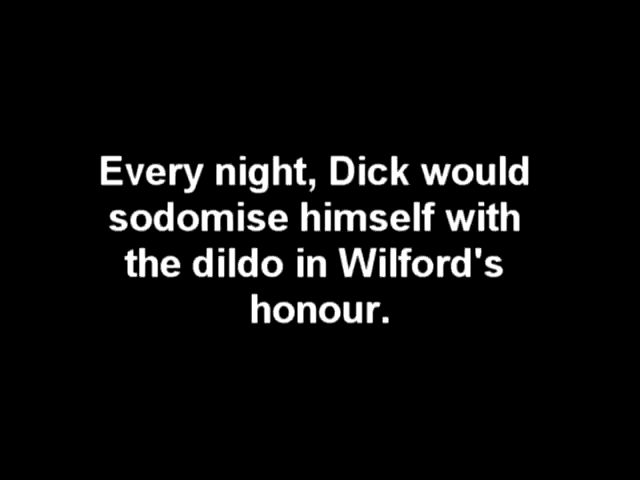 Every night, Dick would
sodomise himself with
the dildo in Wilford's
honour.